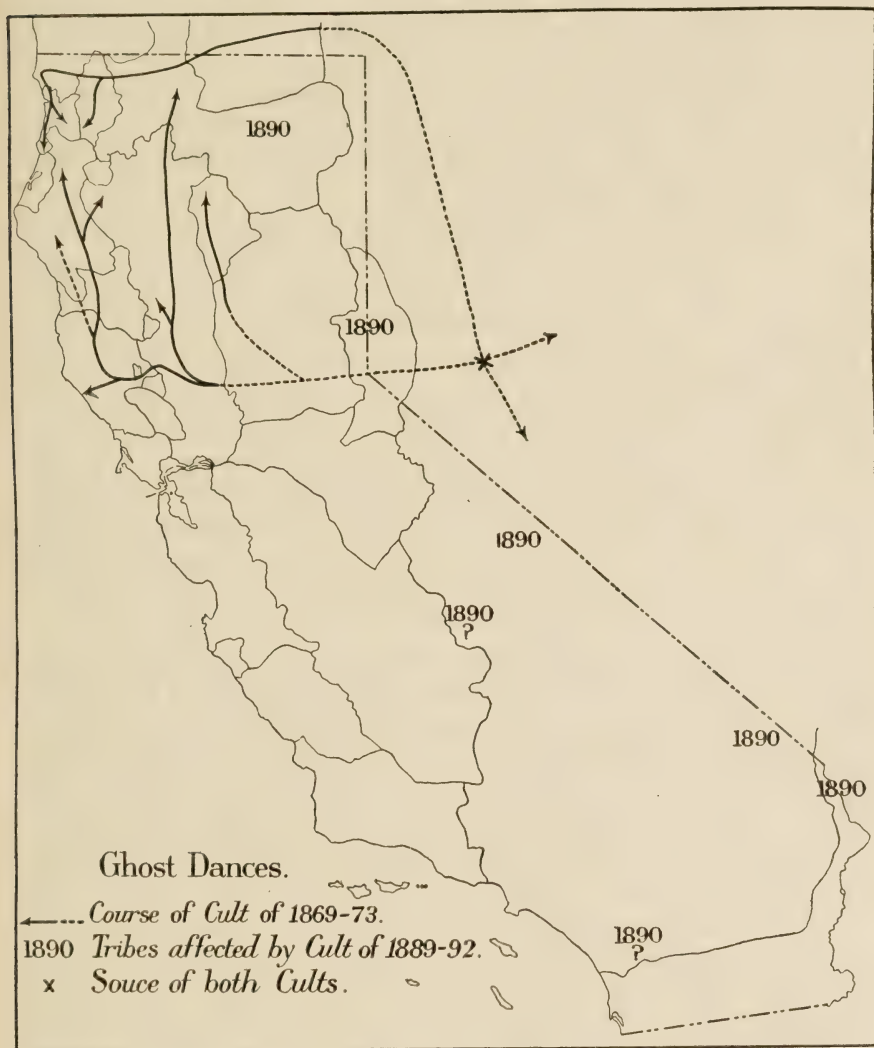 1890
1890
1890
1890
?
1890
1890
Ghost Dances.
Course of Cult of 1869-73.
1890
?
1890 Tribes affected by Cult of 1889-92.
x Souce of both Cults.